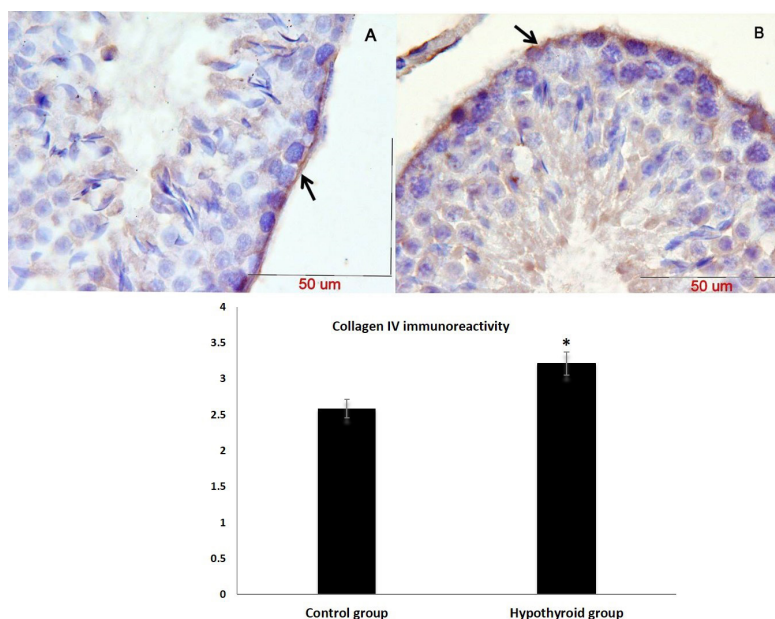 A
B
50 um
50 um
Collagen IV immunoreactivity
4
3.5
3
2.5
2
1.5
1
0.5
0
*
Control group
Hypothyroid group